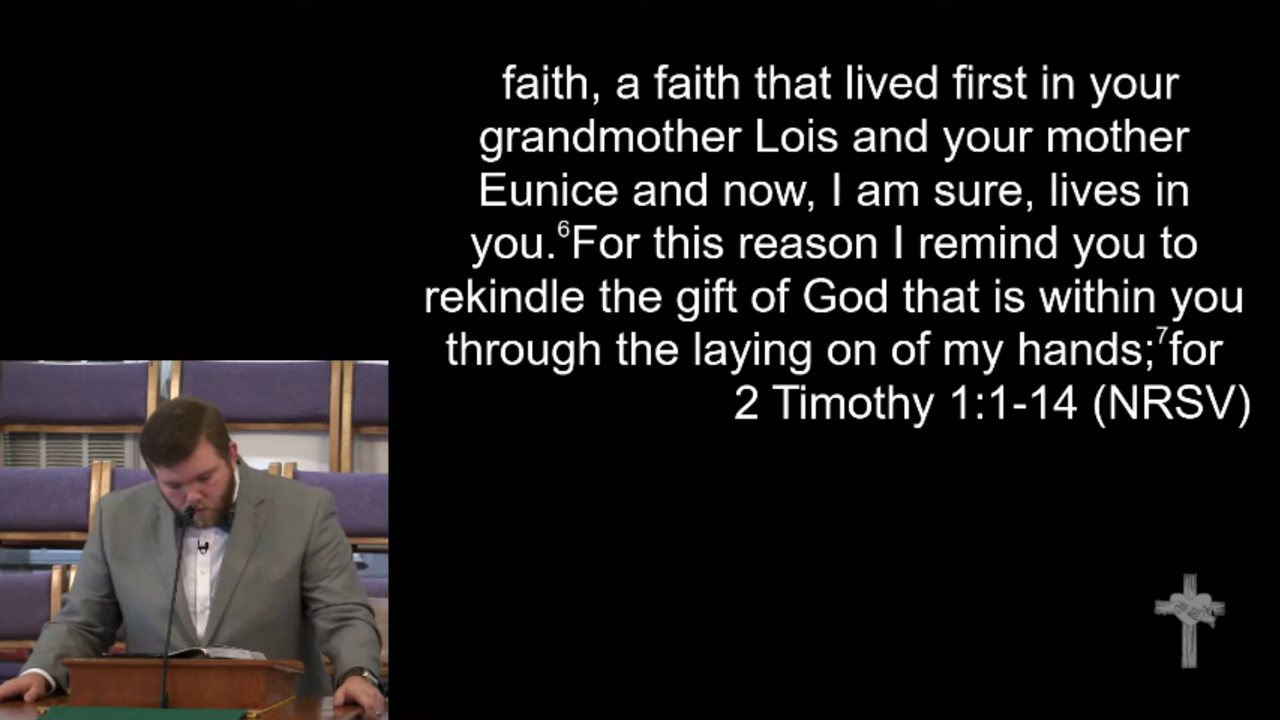 faith, a faith that lived first in your
grandmother Lois and your mother
Eunice and now, I am sure, lives in
you.⁶For this reason I remind you to
rekindle the gift of God that is within you
through the laying on of my hands;⁷for
2 Timothy 1:1-14 (NRSV)